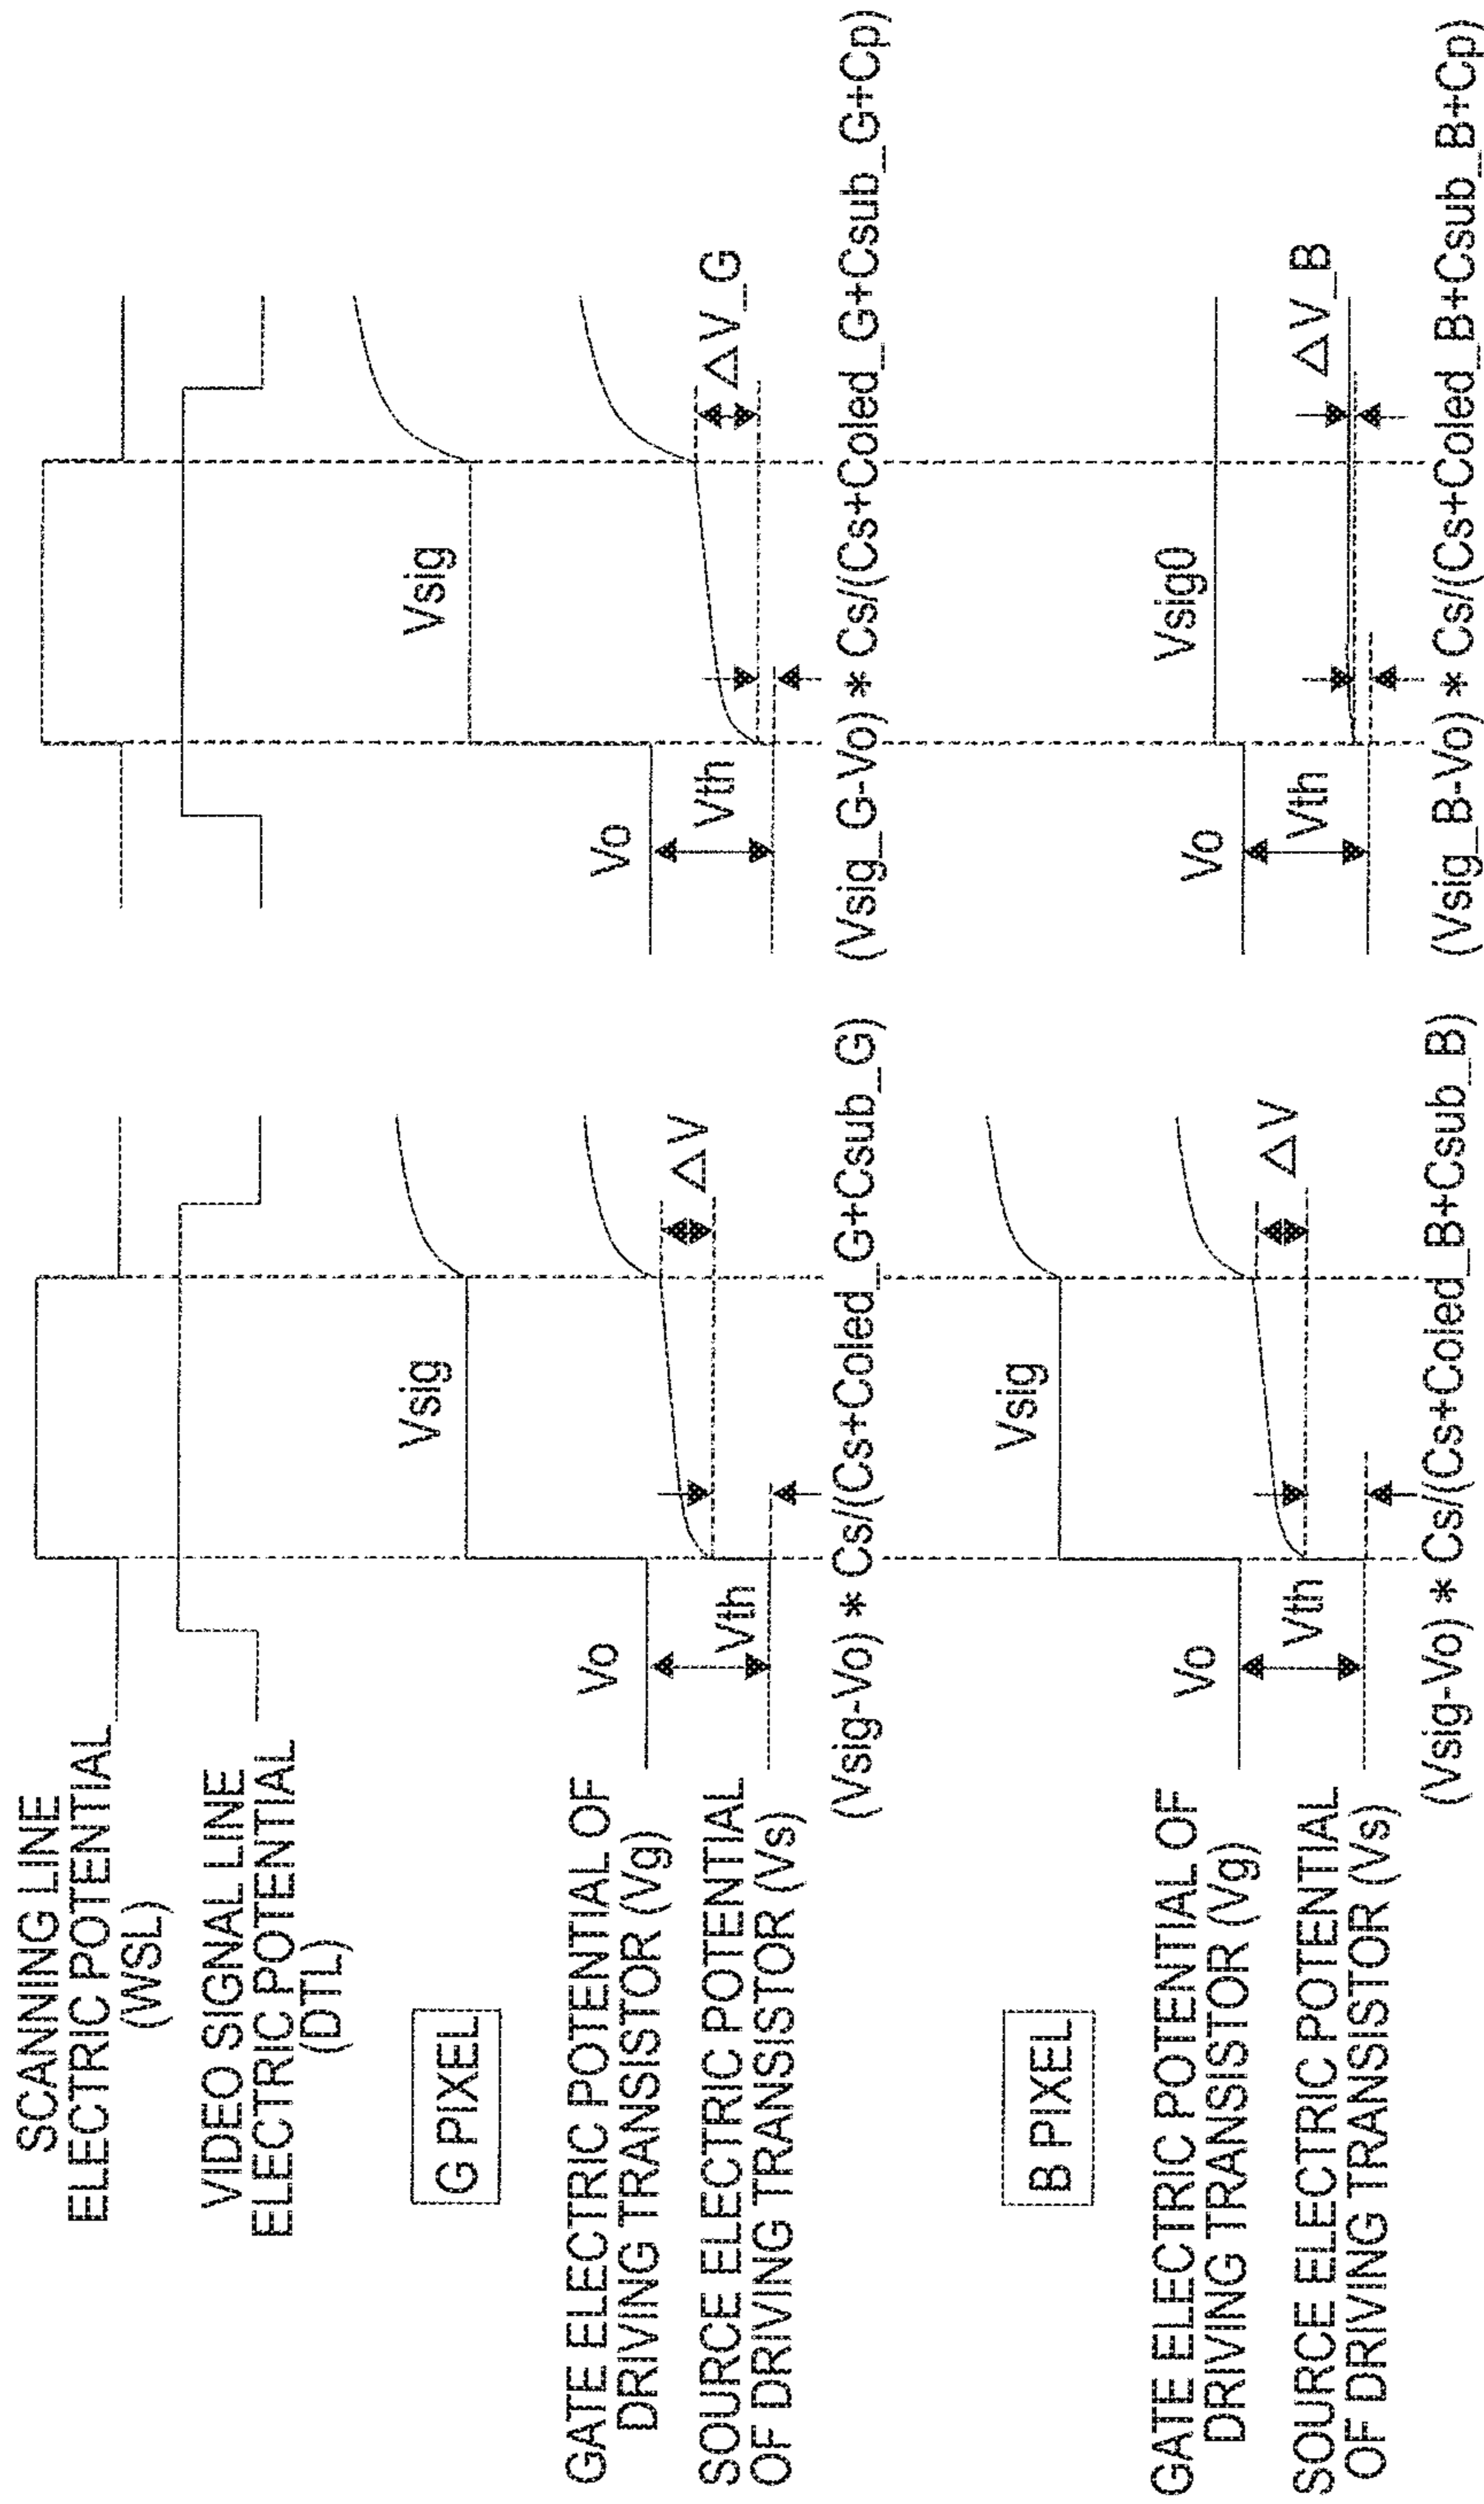 SCANNING LINE
ELECTRIC POTENTIAL
(WSL)
VIDEO SIGNAL LINE
ELECTRIC POTENTIAL
(DTL)
G PIXEL
Vsig
Vsig
GATE ELECTRIC POTENTIAL OF
DRIVING TRANSISTOR (Vg)
Vo
Vo
SOURCE ELECTRIC POTENTIAL
OF DRIVING TRANSISTOR (Vs)
Vth
ΔV
Vth
ΔV_G
(Vsig-Vo) * Cs/(Cs+Coled_G+Csub_G)
(Vsig_G-Vo) * Cs/(Cs+Coled_G+Csub_G+Cp)
B PIXEL
Vsig
Vsig0
GATE ELECTRIC POTENTIAL OF
DRIVING TRANSISTOR (Vg)
Vo
Vo
SOURCE ELECTRIC POTENTIAL
OF DRIVING TRANSISTOR (Vs)
Vth
ΔV
Vth
ΔV_B
(Vsig-Vo) * Cs/(Cs+Coled_B+Csub_B)
(Vsig_B-Vo) * Cs/(Cs+Coled_B+Csub_B+Cp)